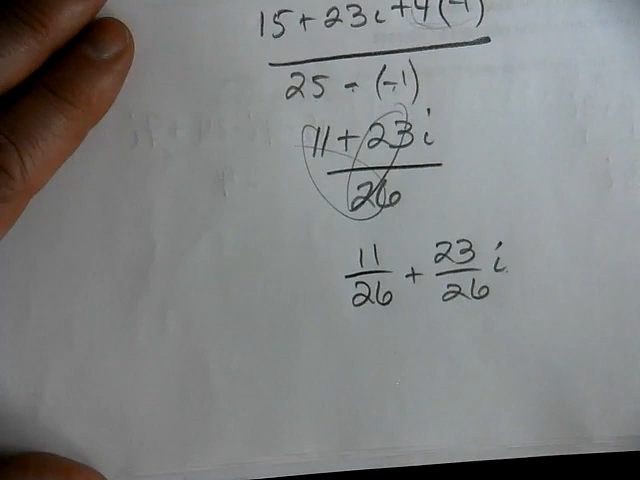 15 + 23i + 4(-1)
25 - (-1)
11 + 23i
26
11/26 + 23/26 i